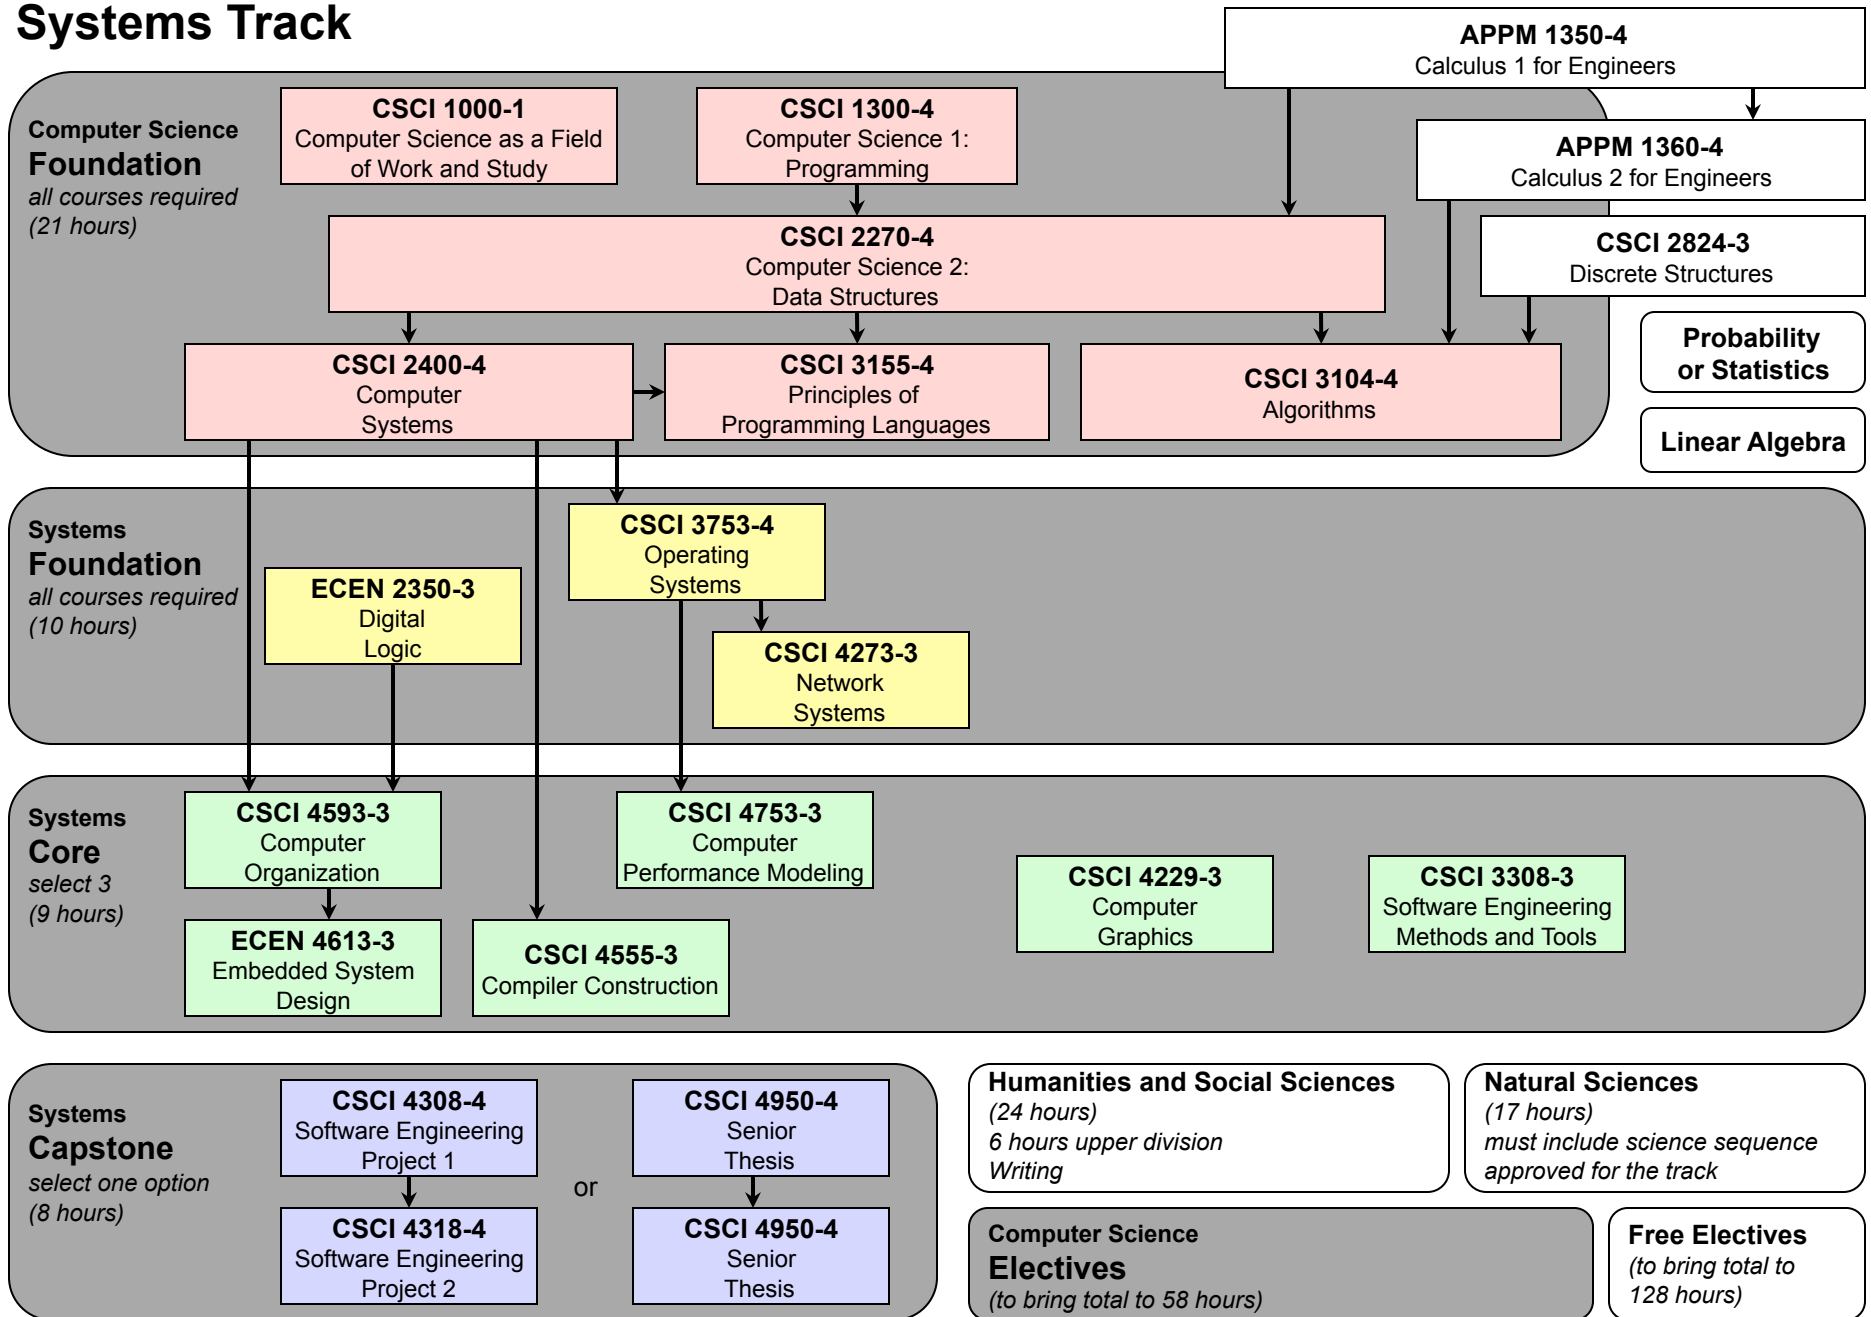 Systems Track
APPM 1350-4
Calculus 1 for Engineers
Computer Science
Foundation
all courses required
(21 hours)
CSCI 1000-1
Computer Science as a Field
of Work and Study
CSCI 1300-4
Computer Science 1:
Programming
APPM 1360-4
Calculus 2 for Engineers
CSCI 2270-4
Computer Science 2:
Data Structures
CSCI 2824-3
Discrete Structures
CSCI 2400-4
Computer
Systems
CSCI 3155-4
Principles of
Programming Languages
CSCI 3104-4
Algorithms
Probability
or Statistics
Linear Algebra
Systems
Foundation
all courses required
(10 hours)
ECEN 2350-3
Digital
Logic
CSCI 3753-4
Operating
Systems
CSCI 4273-3
Network
Systems
Systems
Core
select 3
(9 hours)
CSCI 4593-3
Computer
Organization
CSCI 4753-3
Computer
Performance Modeling
CSCI 4229-3
Computer
Graphics
CSCI 3308-3
Software Engineering
Methods and Tools
ECEN 4613-3
Embedded System
Design
CSCI 4555-3
Compiler Construction
Systems
Capstone
select one option
(8 hours)
CSCI 4308-4
Software Engineering
Project 1
or
CSCI 4950-4
Senior
Thesis
CSCI 4318-4
Software Engineering
Project 2
CSCI 4950-4
Senior
Thesis
Humanities and Social Sciences
(24 hours)
6 hours upper division
Writing
Natural Sciences
(17 hours)
must include science sequence
approved for the track
Computer Science
Electives
(to bring total to 58 hours)
Free Electives
(to bring total to
128 hours)